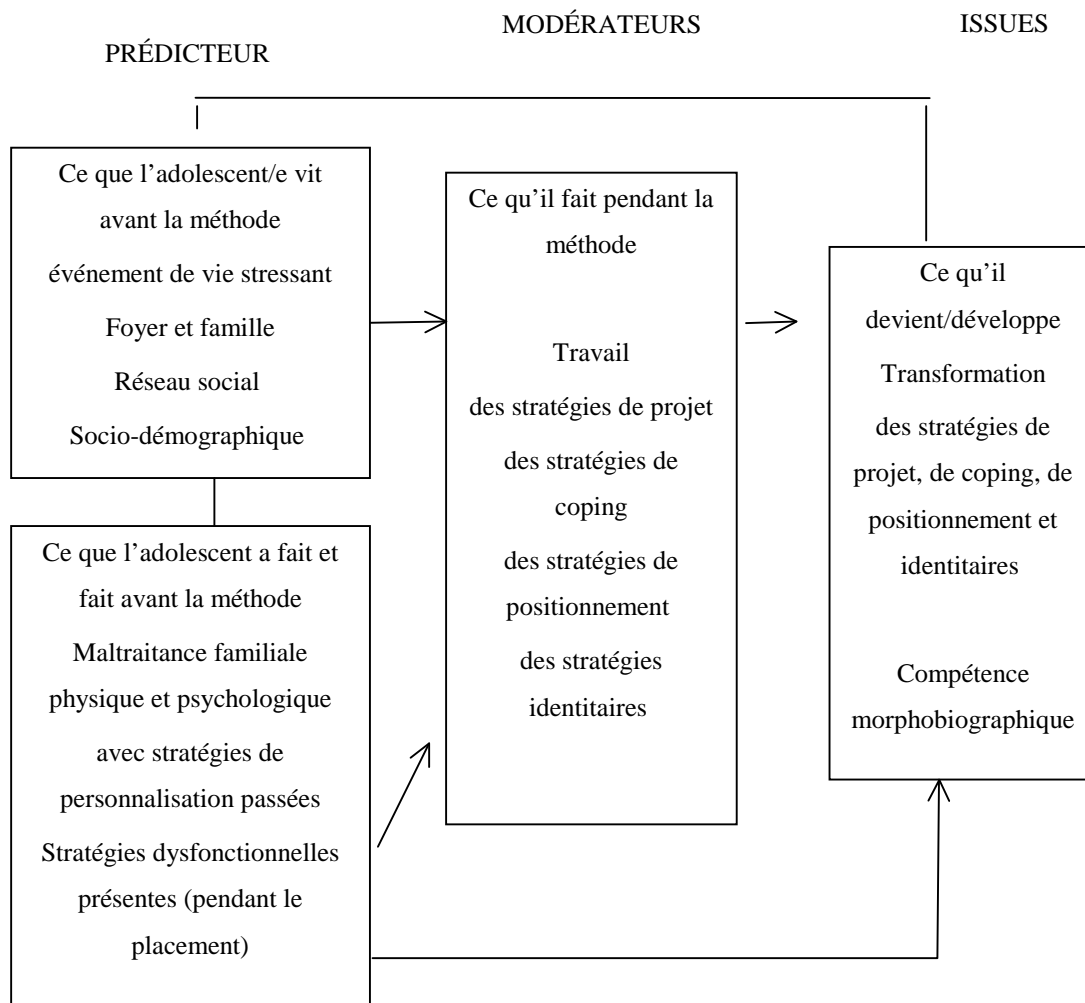 PRÉDICTEUR
MODÉRATEURS
ISSUES
Ce que l’adolescent/e vit
avant la méthode
événement de vie stressant
Foyer et famille
Réseau social
Socio-démographique
Ce que l’adolescent a fait et
fait avant la méthode
Maltraitance familiale
physique et psychologique
avec stratégies de
personnalisation passées
Stratégies dysfonctionnelles
présentes (pendant le
placement)
Ce qu’il fait pendant la
méthode
Travail
des stratégies de projet
des stratégies de
coping
des stratégies de
positionnement
des stratégies
identitaires
Ce qu’il
devient/développe
Transformation
des stratégies de
projet, de coping, de
positionnement et
identitaires
Compétence
morphobiographique